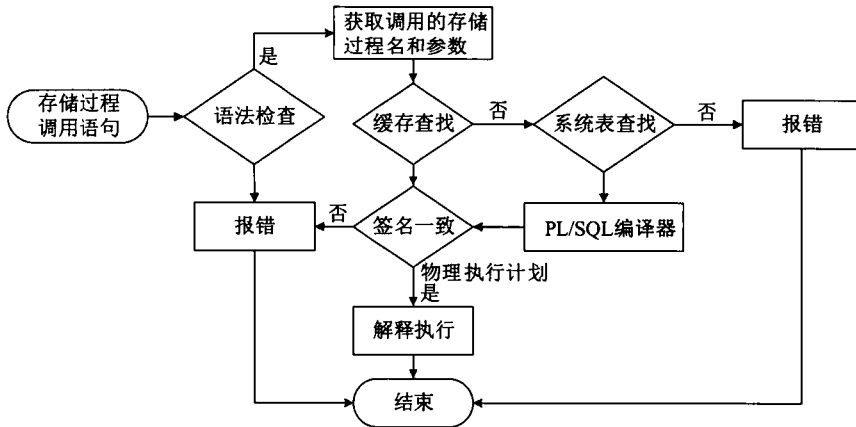 获取调用的存储
过程名和参数
是
存储过程
调用语句
语法检查
缓存查找
否
系统表查找
否
报错
报错
否
签名一致
PL/SQL编译器
物理执行计划
是
解释执行
结束